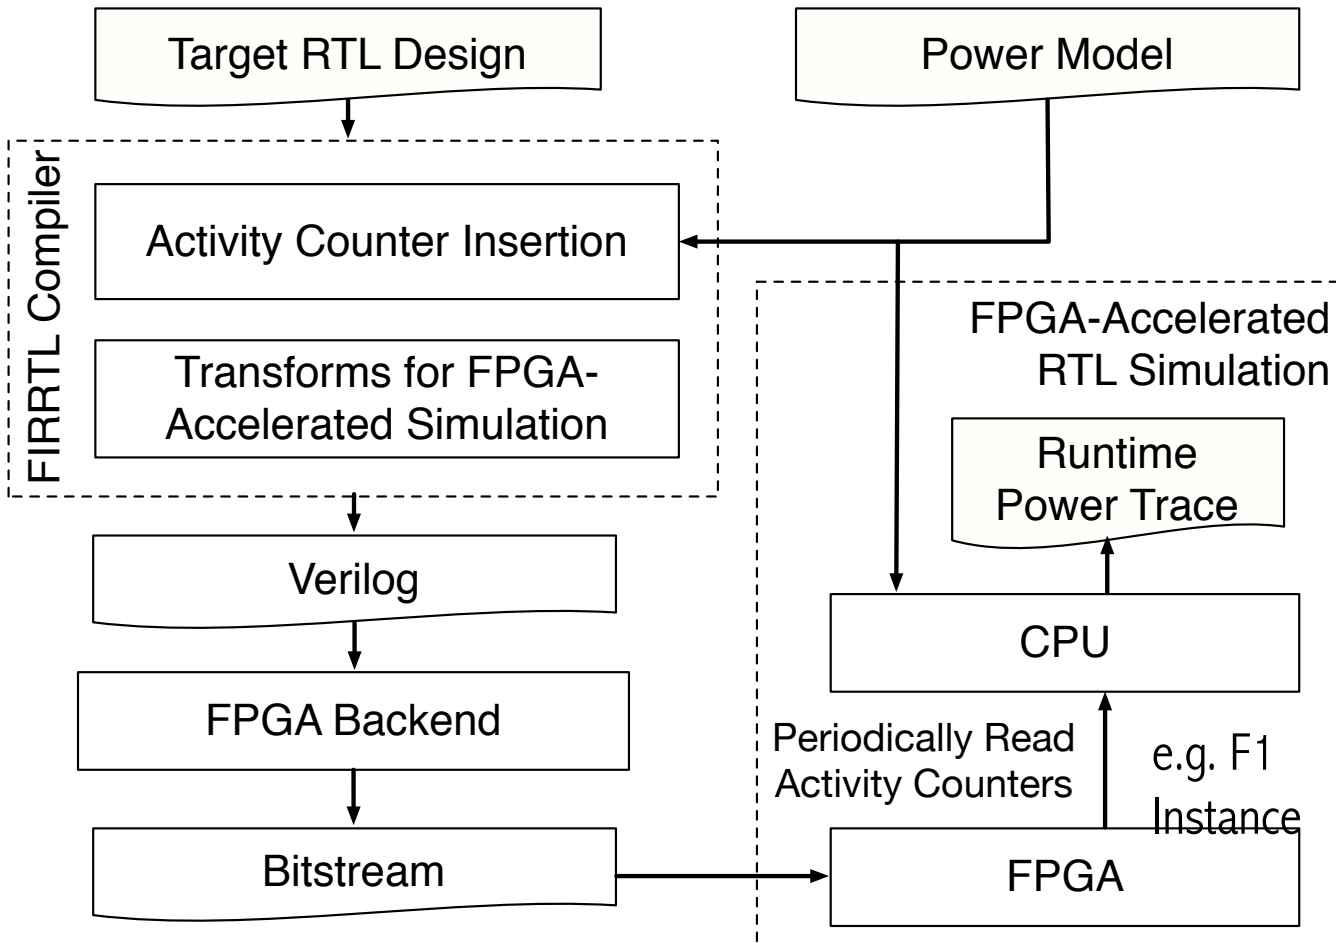 Target RTL Design
Power Model
FIRRTL Compiler
Activity Counter Insertion
Transforms for FPGA-
Accelerated Simulation
FPGA-Accelerated
RTL Simulation
Runtime
Power Trace
Verilog
CPU
FPGA Backend
Periodically Read
Activity Counters
e.g. F1
Instance
Bitstream
FPGA